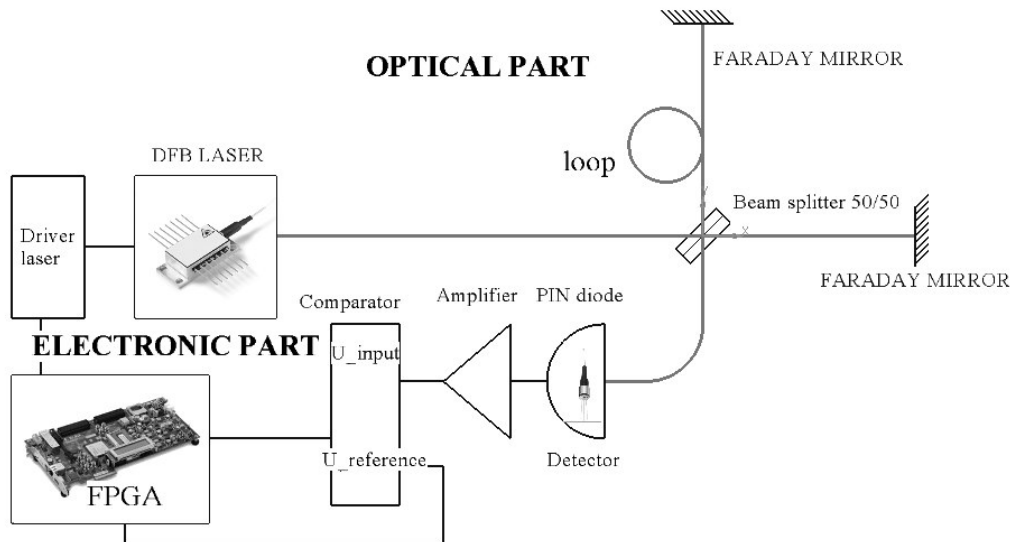 OPTICAL PART
FARADAY MIRROR
loop
DFB LASER
Beam splitter 50/50
Y
X
Driver
laser
FARADAY MIRROR
Comparator
Amplifier
PIN diode
ELECTRONIC PART
U_input
U_reference
Detector
FPGA